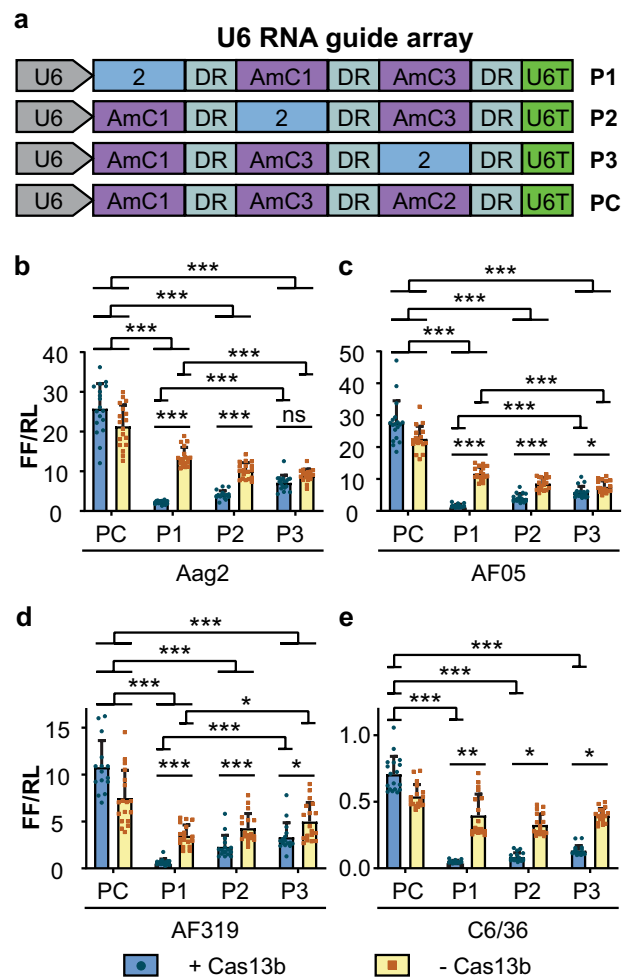 a
U6 RNA guide array
U6 2 DR AmC1 DR AmC3 DR U6T P1
U6 AmC1 DR 2 DR AmC3 DR U6T P2
U6 AmC1 DR AmC3 DR 2 DR U6T P3
U6 AmC1 DR AmC3 DR AmC2 DR U6T PC
b
***
***
***
***
***
*** *** ns
FF/RL
40
30
20
10
0
PC P1 P2 P3
Aag2
c
***
***
***
***
***
*** *** *
50
40
30
20
10
0
PC P1 P2 P3
AF05
d
***
***
***
*
***
*** *** *
FF/RL
15
10
5
0
PC P1 P2 P3
AF319
e
***
***
***
** * *
1.0
0.5
0.0
PC P1 P2 P3
C6/36
+ Cas13b - Cas13b